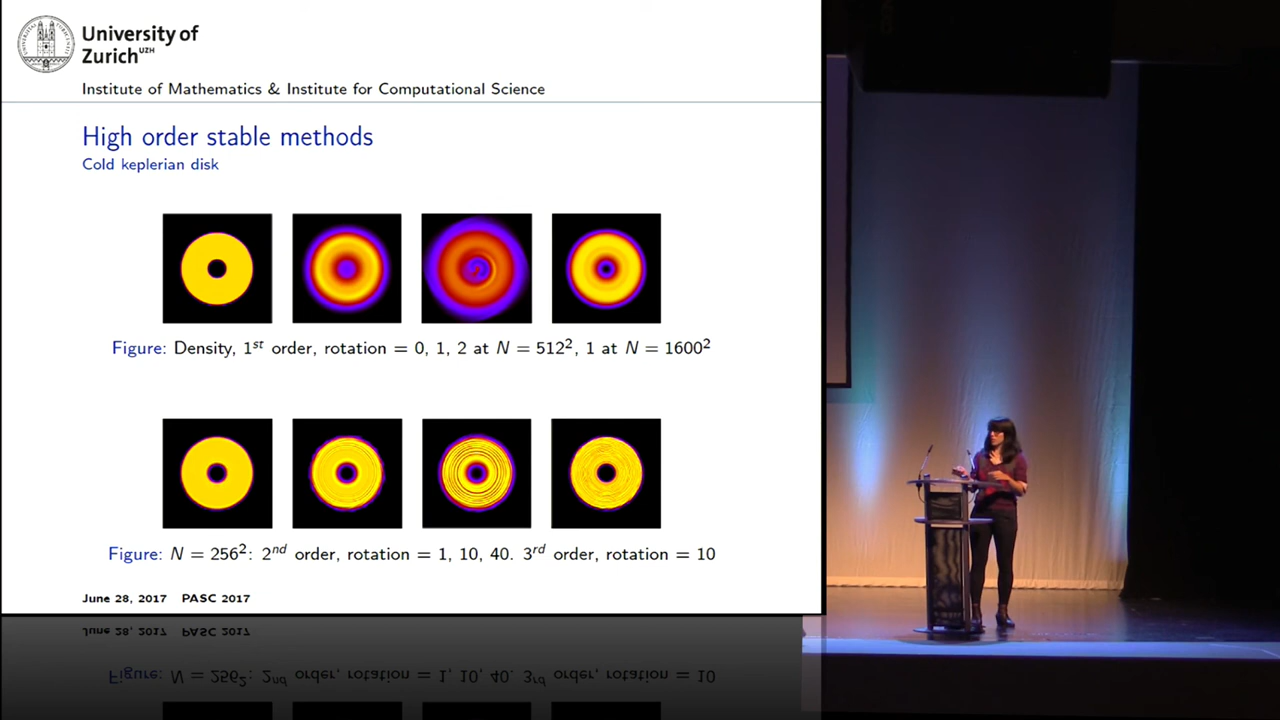 University of
Zurich UZH
Institute of Mathematics & Institute for Computational Science
High order stable methods
Cold keplerian disk
Figure: Density, 1st order, rotation = 0, 1, 2 at N = 512², 1 at N = 1600²
Figure: N = 256²: 2nd order, rotation = 1, 10, 40. 3rd order, rotation = 10
June 28, 2017 PASC 2017